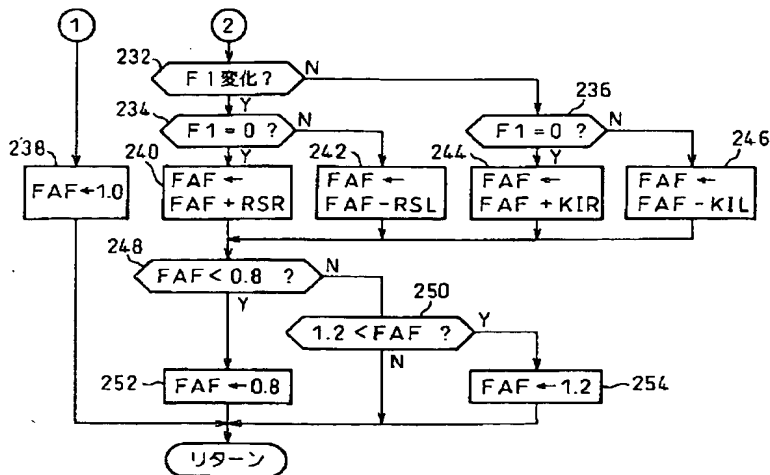 1
2
232
F1変化?
N
Y
234
F1=0 ?
N
Y
236
F1=0 ?
N
Y
238
FAF←1.0
240
FAF ←
FAF+RSR
242
FAF ←
FAF-RSL
244
FAF ←
FAF+KIR
246
FAF ←
FAF-KIL
248
FAF<0.8 ?
N
Y
250
1.2<FAF ?
Y
N
252
FAF←0.8
FAF←1.2
254
リターン